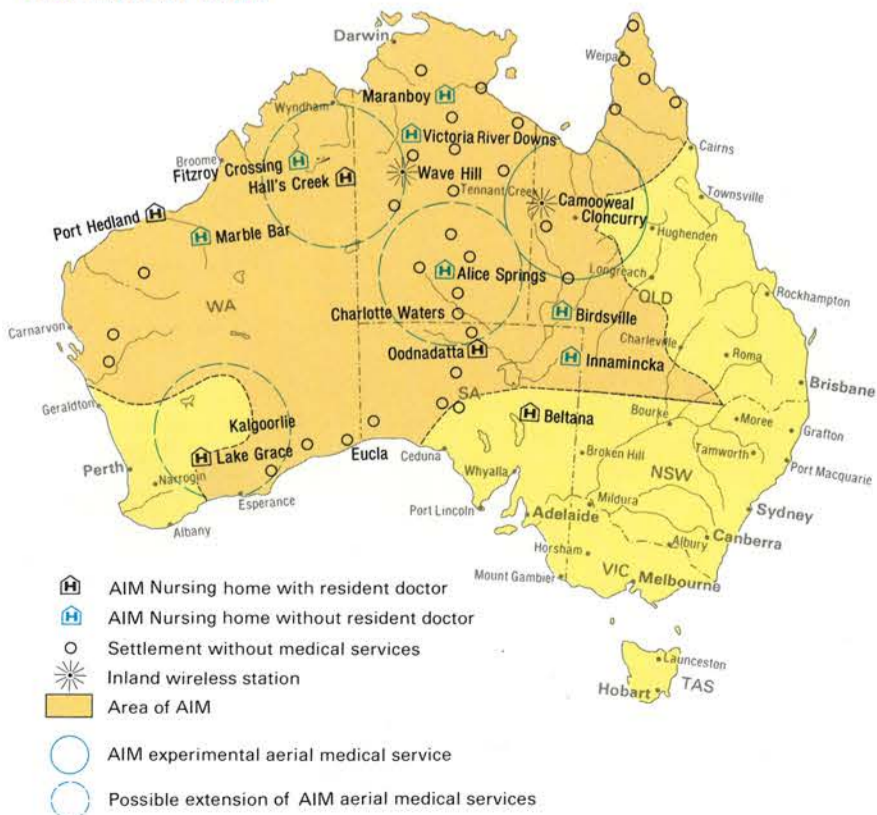 Darwin
Weipa
Maranboy
Wyndham
Victoria River Downs
Cairns
Broome
Fitzroy Crossing
Hall's Creek
Wave Hill
Tennant Creek
Camooweal
Cloncurry
Townsville
Port Hedland
Marble Bar
Hughenden
Alice Springs
Longreach
QLD
Rockhampton
WA
Charlotte Waters
Birdsville
Carnarvon
Charleville
Oodnadatta
Innamincka
Roma
Brisbane
SA
Geraldton
Kalgoorlie
Beltana
Bourke
Moree
Grafton
Lake Grace
Eucla
Ceduna
Broken Hill
Tamworth
Perth
Narrogin
Whyalla
NSW
Port Macquarie
Esperance
Port Lincoln
Mildura
Sydney
Albany
Adelaide
Canberra
Horsham
Albury
Mount Gambier
VIC
Melbourne
Launceston
Hobart
TAS
H AIM Nursing home with resident doctor
H AIM Nursing home without resident doctor
Settlement without medical services
Inland wireless station
Area of AIM
AIM experimental aerial medical service
Possible extension of AIM aerial medical services